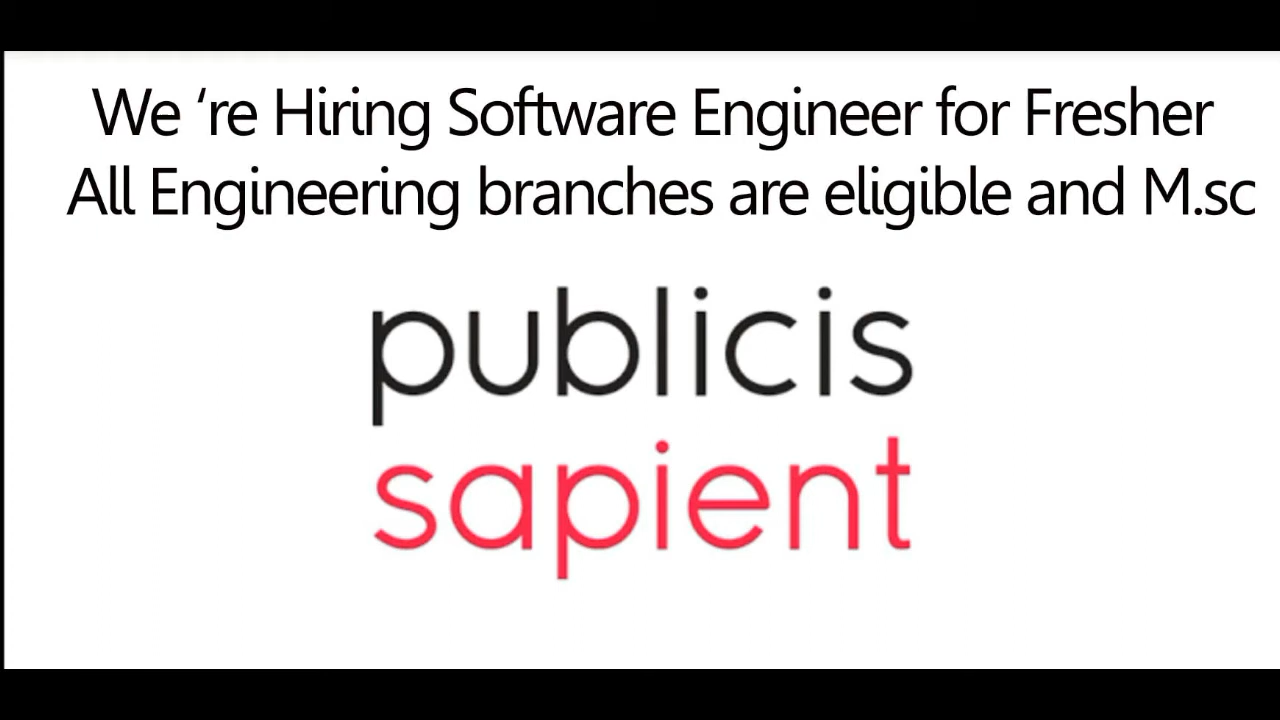 We ‘re Hiring Software Engineer for Fresher
All Engineering branches are eligible and M.sc
publicis
sapient